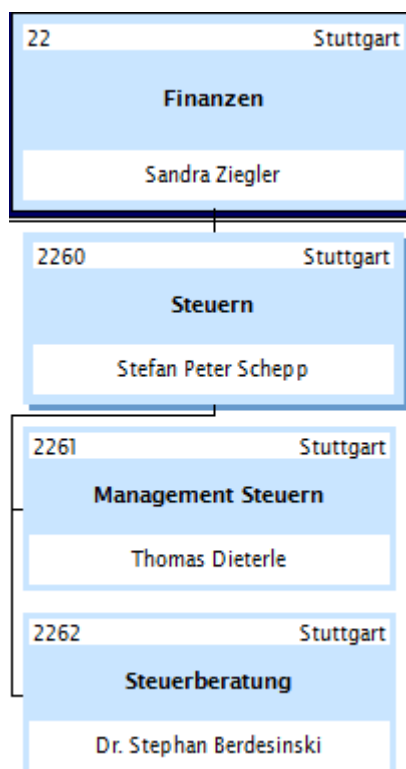 22 Stuttgart
Finanzen
Sandra Ziegler
2260 Stuttgart
Steuern
Stefan Peter Schepp
2261 Stuttgart
Management Steuern
Thomas Dieterle
2262 Stuttgart
Steuerberatung
Dr. Stephan Berdesinski